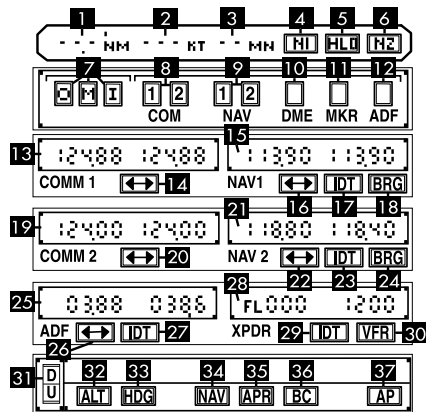 1 2 3 4 5 6
--.- NM --- KT -- MN N1 HLD N2
7 8 9 10 11 12
O M I 1 2 1 2
COM NAV DME MKR ADF
13 124.88 124.88 15 113.90 113.90
COMM 1 14 NAV1 IDT BRG
16 17 18
19 124.00 124.00 21 118.80 118.40
COMM 2 20 NAV 2 IDT BRG
22 23 24
25 0388 0386 28 FL000 1200
ADF IDT 27 XPDR 29 IDT VFR 30
26
31 D U 32 33 34 35 36 37
ALT HDG NAV APR BC AP